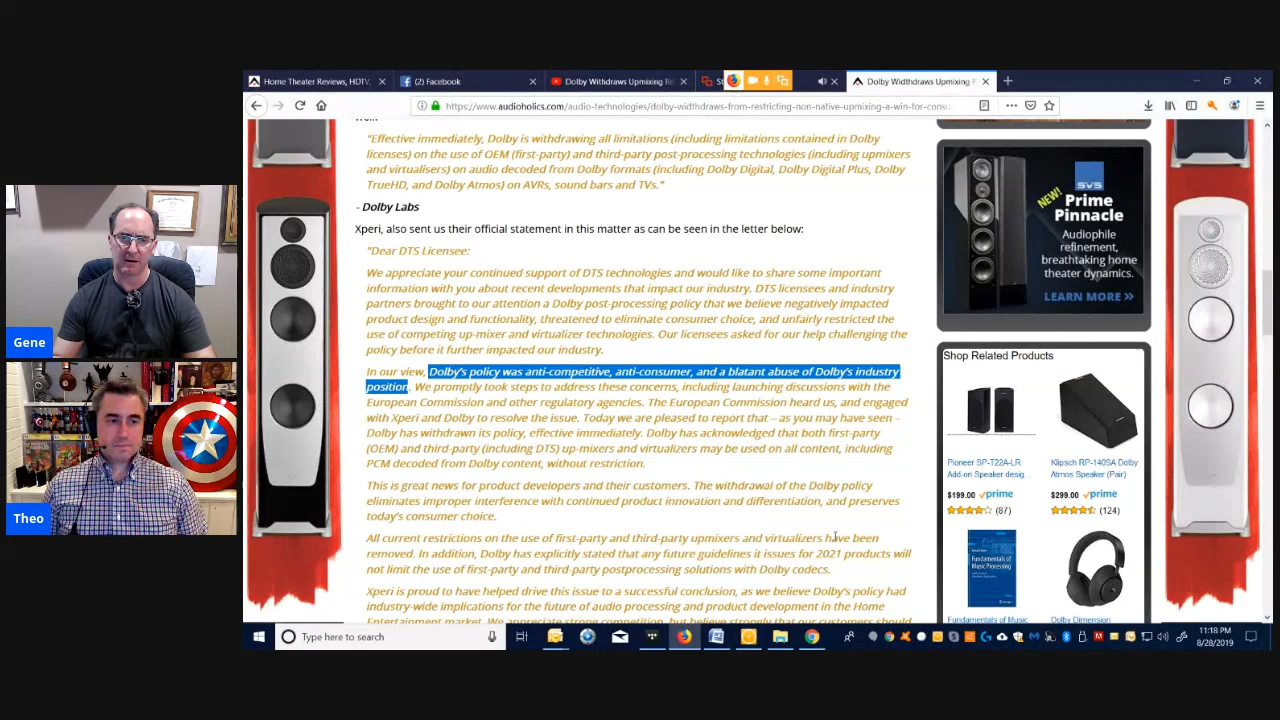 Home Theater Reviews, HDTV,
(2) Facebook
Dolby Withdraws Upmixing Re
St
Dolby Widthdraws Upmixing R
https://www.audioholics.com/audio-technologies/dolby-widthdraws-from-restricting-non-native-upmixing-a-win-for-consu
"Effective immediately, Dolby is withdrawing all limitations (including limitations contained in Dolby
licenses) on the use of OEM (first-party) and third-party post-processing technologies (including upmixers
and virtualisers) on audio decoded from Dolby formats (including Dolby Digital, Dolby Digital Plus, Dolby
TrueHD, and Dolby Atmos) on AVRs, sound bars and TVs."
- Dolby Labs
Xperi, also sent us their official statement in this matter as can be seen in the letter below:
"Dear DTS Licensee:
We appreciate your continued support of DTS technologies and would like to share some important
information with you about recent developments that impact our industry. DTS licensees and industry
partners brought to our attention a Dolby post-processing policy that we believe negatively impacted
product design and functionality, threatened to eliminate consumer choice, and unfairly restricted the
use of competing up-mixer and virtualizer technologies. Our licensees asked for our help challenging the
policy before it further impacted our industry.
In our view, Dolby's policy was anti-competitive, anti-consumer, and a blatant abuse of Dolby's industry
position. We promptly took steps to address these concerns, including launching discussions with the
European Commission and other regulatory agencies. The European Commission heard us, and engaged
with Xperi and Dolby to resolve the issue. Today we are pleased to report that – as you may have seen –
Dolby has withdrawn its policy, effective immediately. Dolby has acknowledged that both first-party
(OEM) and third-party (including DTS) up-mixers and virtualizers may be used on all content, including
PCM decoded from Dolby content, without restriction.
This is great news for product developers and their customers. The withdrawal of the Dolby policy
eliminates improper interference with continued product innovation and differentiation, and preserves
today's consumer choice.
All current restrictions on the use of first-party and third-party upmixers and virtualizers have been
removed. In addition, Dolby has explicitly stated that any future guidelines it issues for 2021 products will
not limit the use of first-party and third-party postprocessing solutions with Dolby codecs.
Xperi is proud to have helped drive this issue to a successful conclusion, as we believe Dolby's policy had
industry-wide implications for the future of audio processing and product development in the Home
Entertainment market. We appreciate strong competition, but believe strongly that our customers should
SVS
NEW!
Prime
Pinnacle
Audiophile
refinement,
breathtaking home
theater dynamics.
LEARN MORE »
Shop Related Products
Pioneer SP-T22A-LR
Add-on Speaker desig...
$199.00 prime
(87)
Klipsch RP-140SA Dolby
Atmos Speaker (Pair)
$299.00 prime
(124)
Fundamentals of Music
Dolby Dimension
Gene
Theo
Type here to search
11:18 PM
8/28/2019